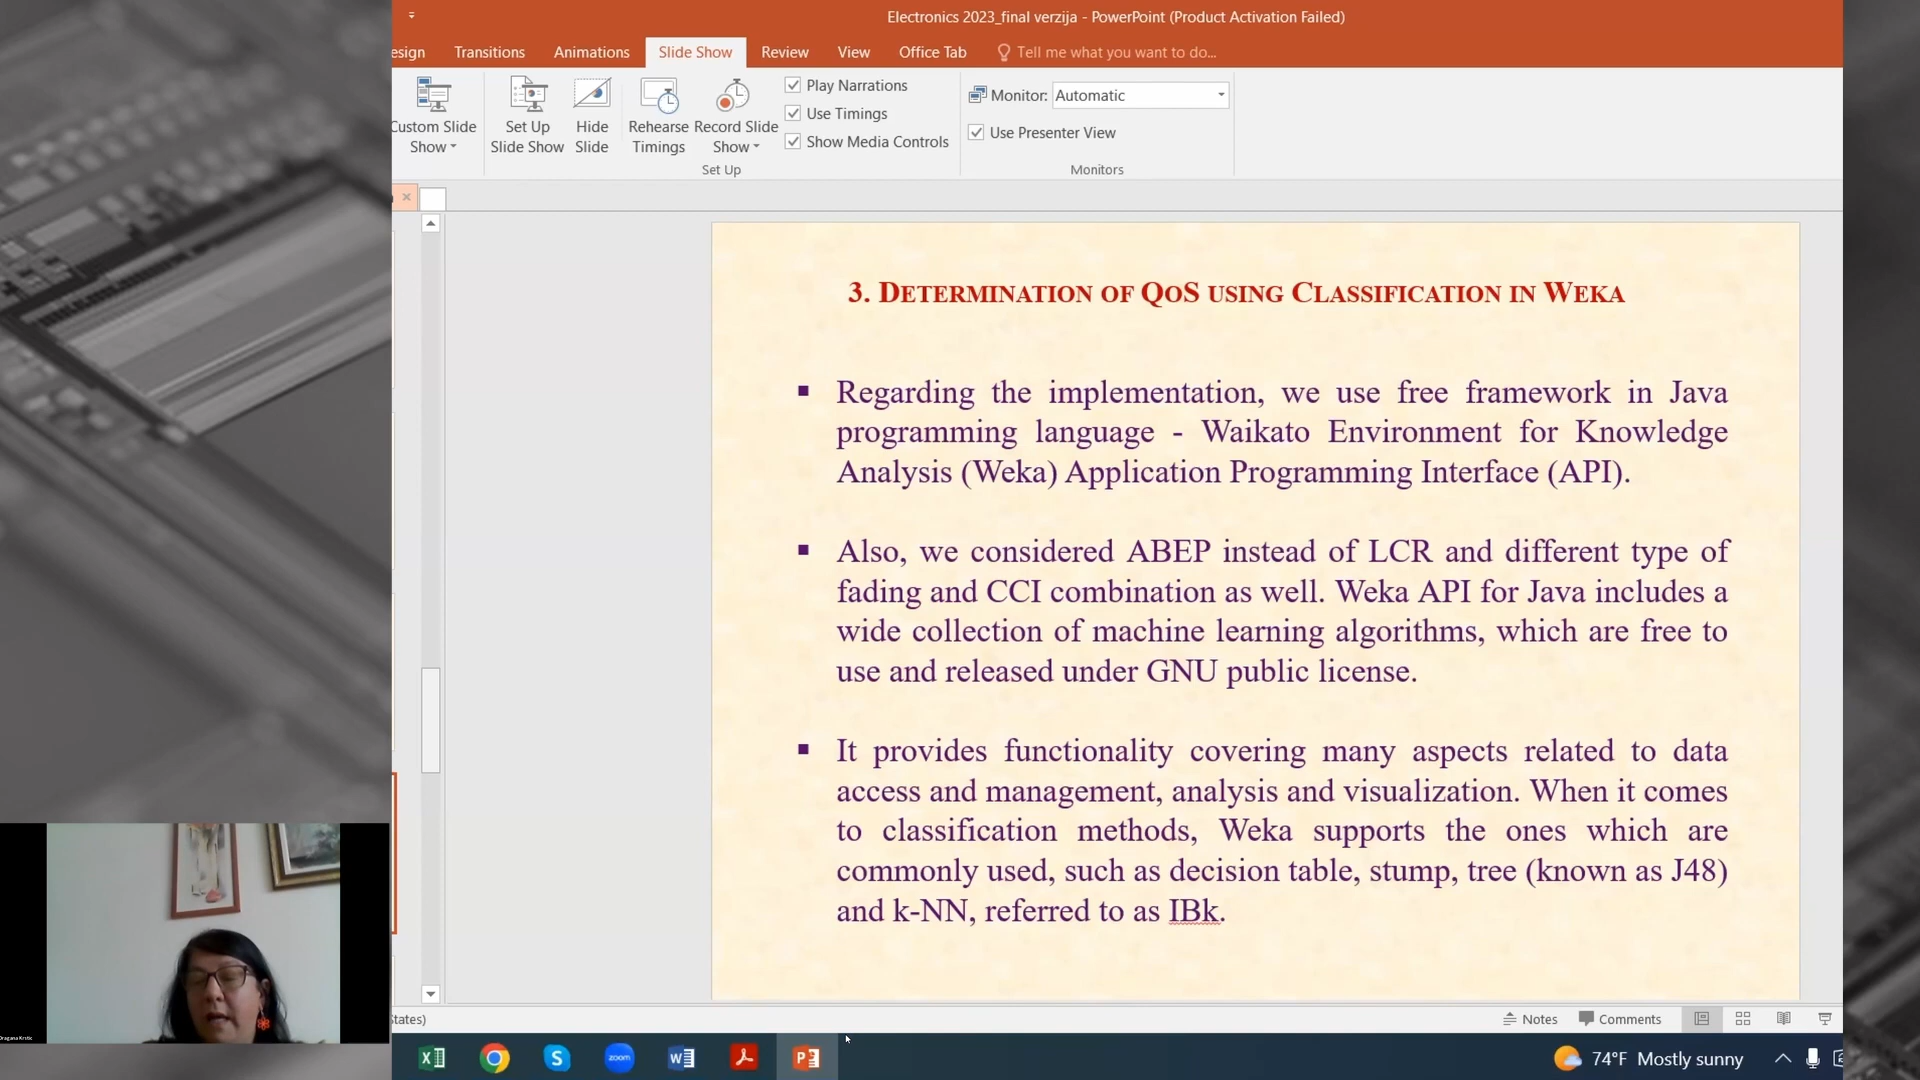 Electronics 2023_final verzija - PowerPoint (Product Activation Failed)
esign Transitions Animations Slide Show Review View Office Tab Tell me what you want to do...
Custom Slide Show
Set Up Slide Show
Hide Slide
Rehearse Timings
Record Slide Show
Play Narrations
Use Timings
Show Media Controls
Set Up
Monitor: Automatic
Use Presenter View
Monitors
3. DETERMINATION OF QOS USING CLASSIFICATION IN WEKA
▪ Regarding the implementation, we use free framework in Java
programming language - Waikato Environment for Knowledge
Analysis (Weka) Application Programming Interface (API).
▪ Also, we considered ABEP instead of LCR and different type of
fading and CCI combination as well. Weka API for Java includes a
wide collection of machine learning algorithms, which are free to
use and released under GNU public license.
▪ It provides functionality covering many aspects related to data
access and management, analysis and visualization. When it comes
to classification methods, Weka supports the ones which are
commonly used, such as decision table, stump, tree (known as J48)
and k-NN, referred to as IBk.
States)
Notes Comments
Dragana Krstic
zoom
74°F Mostly sunny